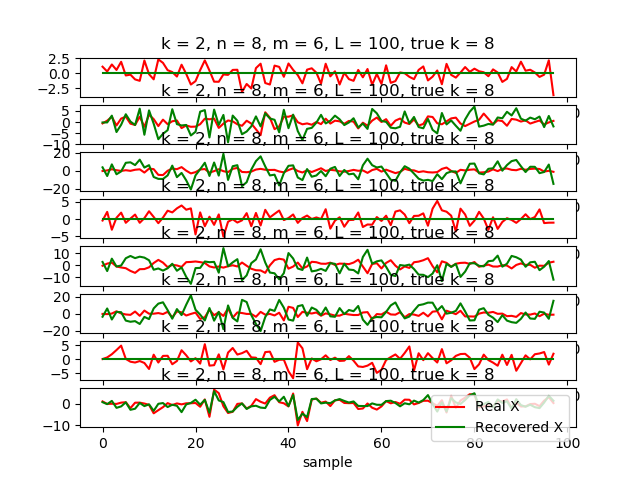 k = 2, n = 8, m = 6, L = 100, true k = 8
2.5
0.0
−2.5
k = 2, n = 8, m = 6, L = 100, true k = 8
5
0
−5
−10
k = 2, n = 8, m = 6, L = 100, true k = 8
20
0
−20
k = 2, n = 8, m = 6, L = 100, true k = 8
5
0
−5
k = 2, n = 8, m = 6, L = 100, true k = 8
10
0
−10
k = 2, n = 8, m = 6, L = 100, true k = 8
20
0
−20
k = 2, n = 8, m = 6, L = 100, true k = 8
5
0
−5
k = 2, n = 8, m = 6, L = 100, true k = 8
0
−10
Real X
Recovered X
0 20 40 60 80 100
sample